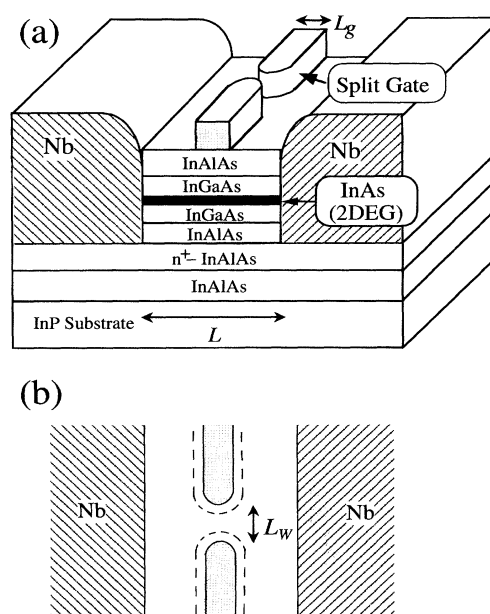 (a)
L_g
Split Gate
Nb
Nb
InAlAs
InGaAs
InAs
(2DEG)
InGaAs
InAlAs
n⁺– InAlAs
InAlAs
InP Substrate
L
(b)
Nb
L_W
Nb